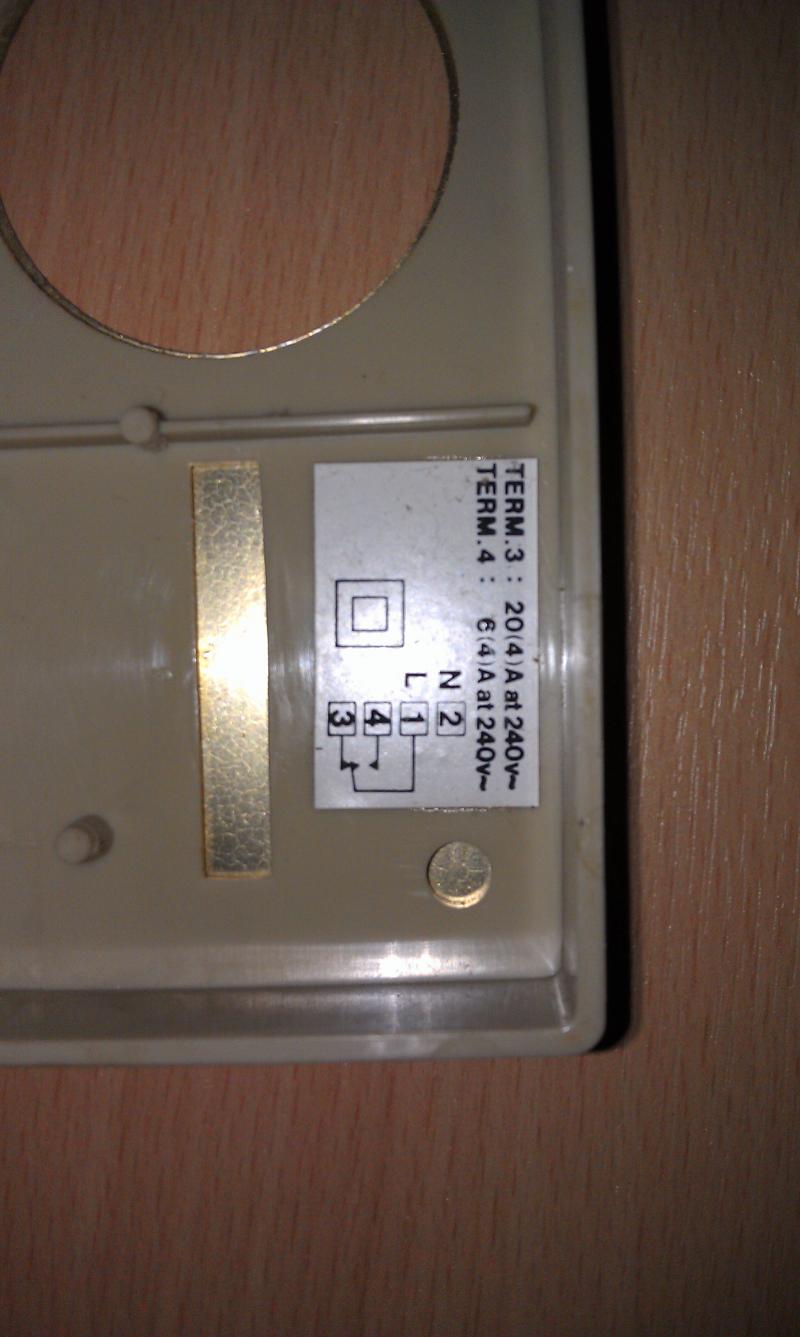 TERM.3 : 20(4)A at 240v~
TERM.4 : 6(4)A at 240v~
N 2
L 1
4
3